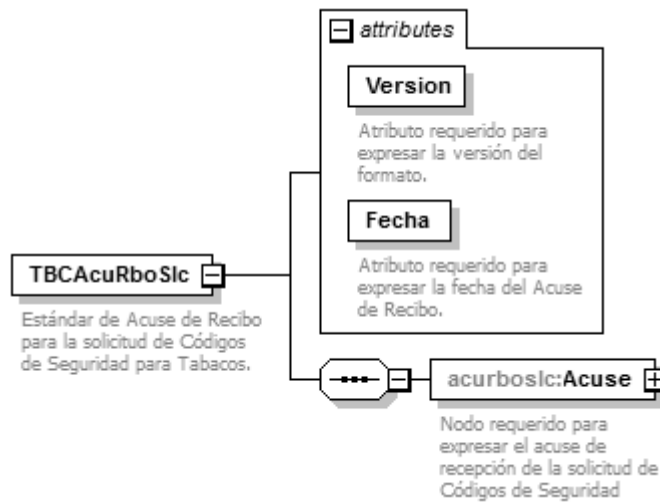 attributes
Version
Atributo requerido para
expresar la versión del
formato.
Fecha
Atributo requerido para
expresar la fecha del Acuse
de Recibo.
TBCAcuRboSlc
Estándar de Acuse de Recibo
para la solicitud de Códigos
de Seguridad para Tabacos.
acurboslc:Acuse
Nodo requerido para
expresar el acuse de
recepción de la solicitud de
Códigos de Seguridad